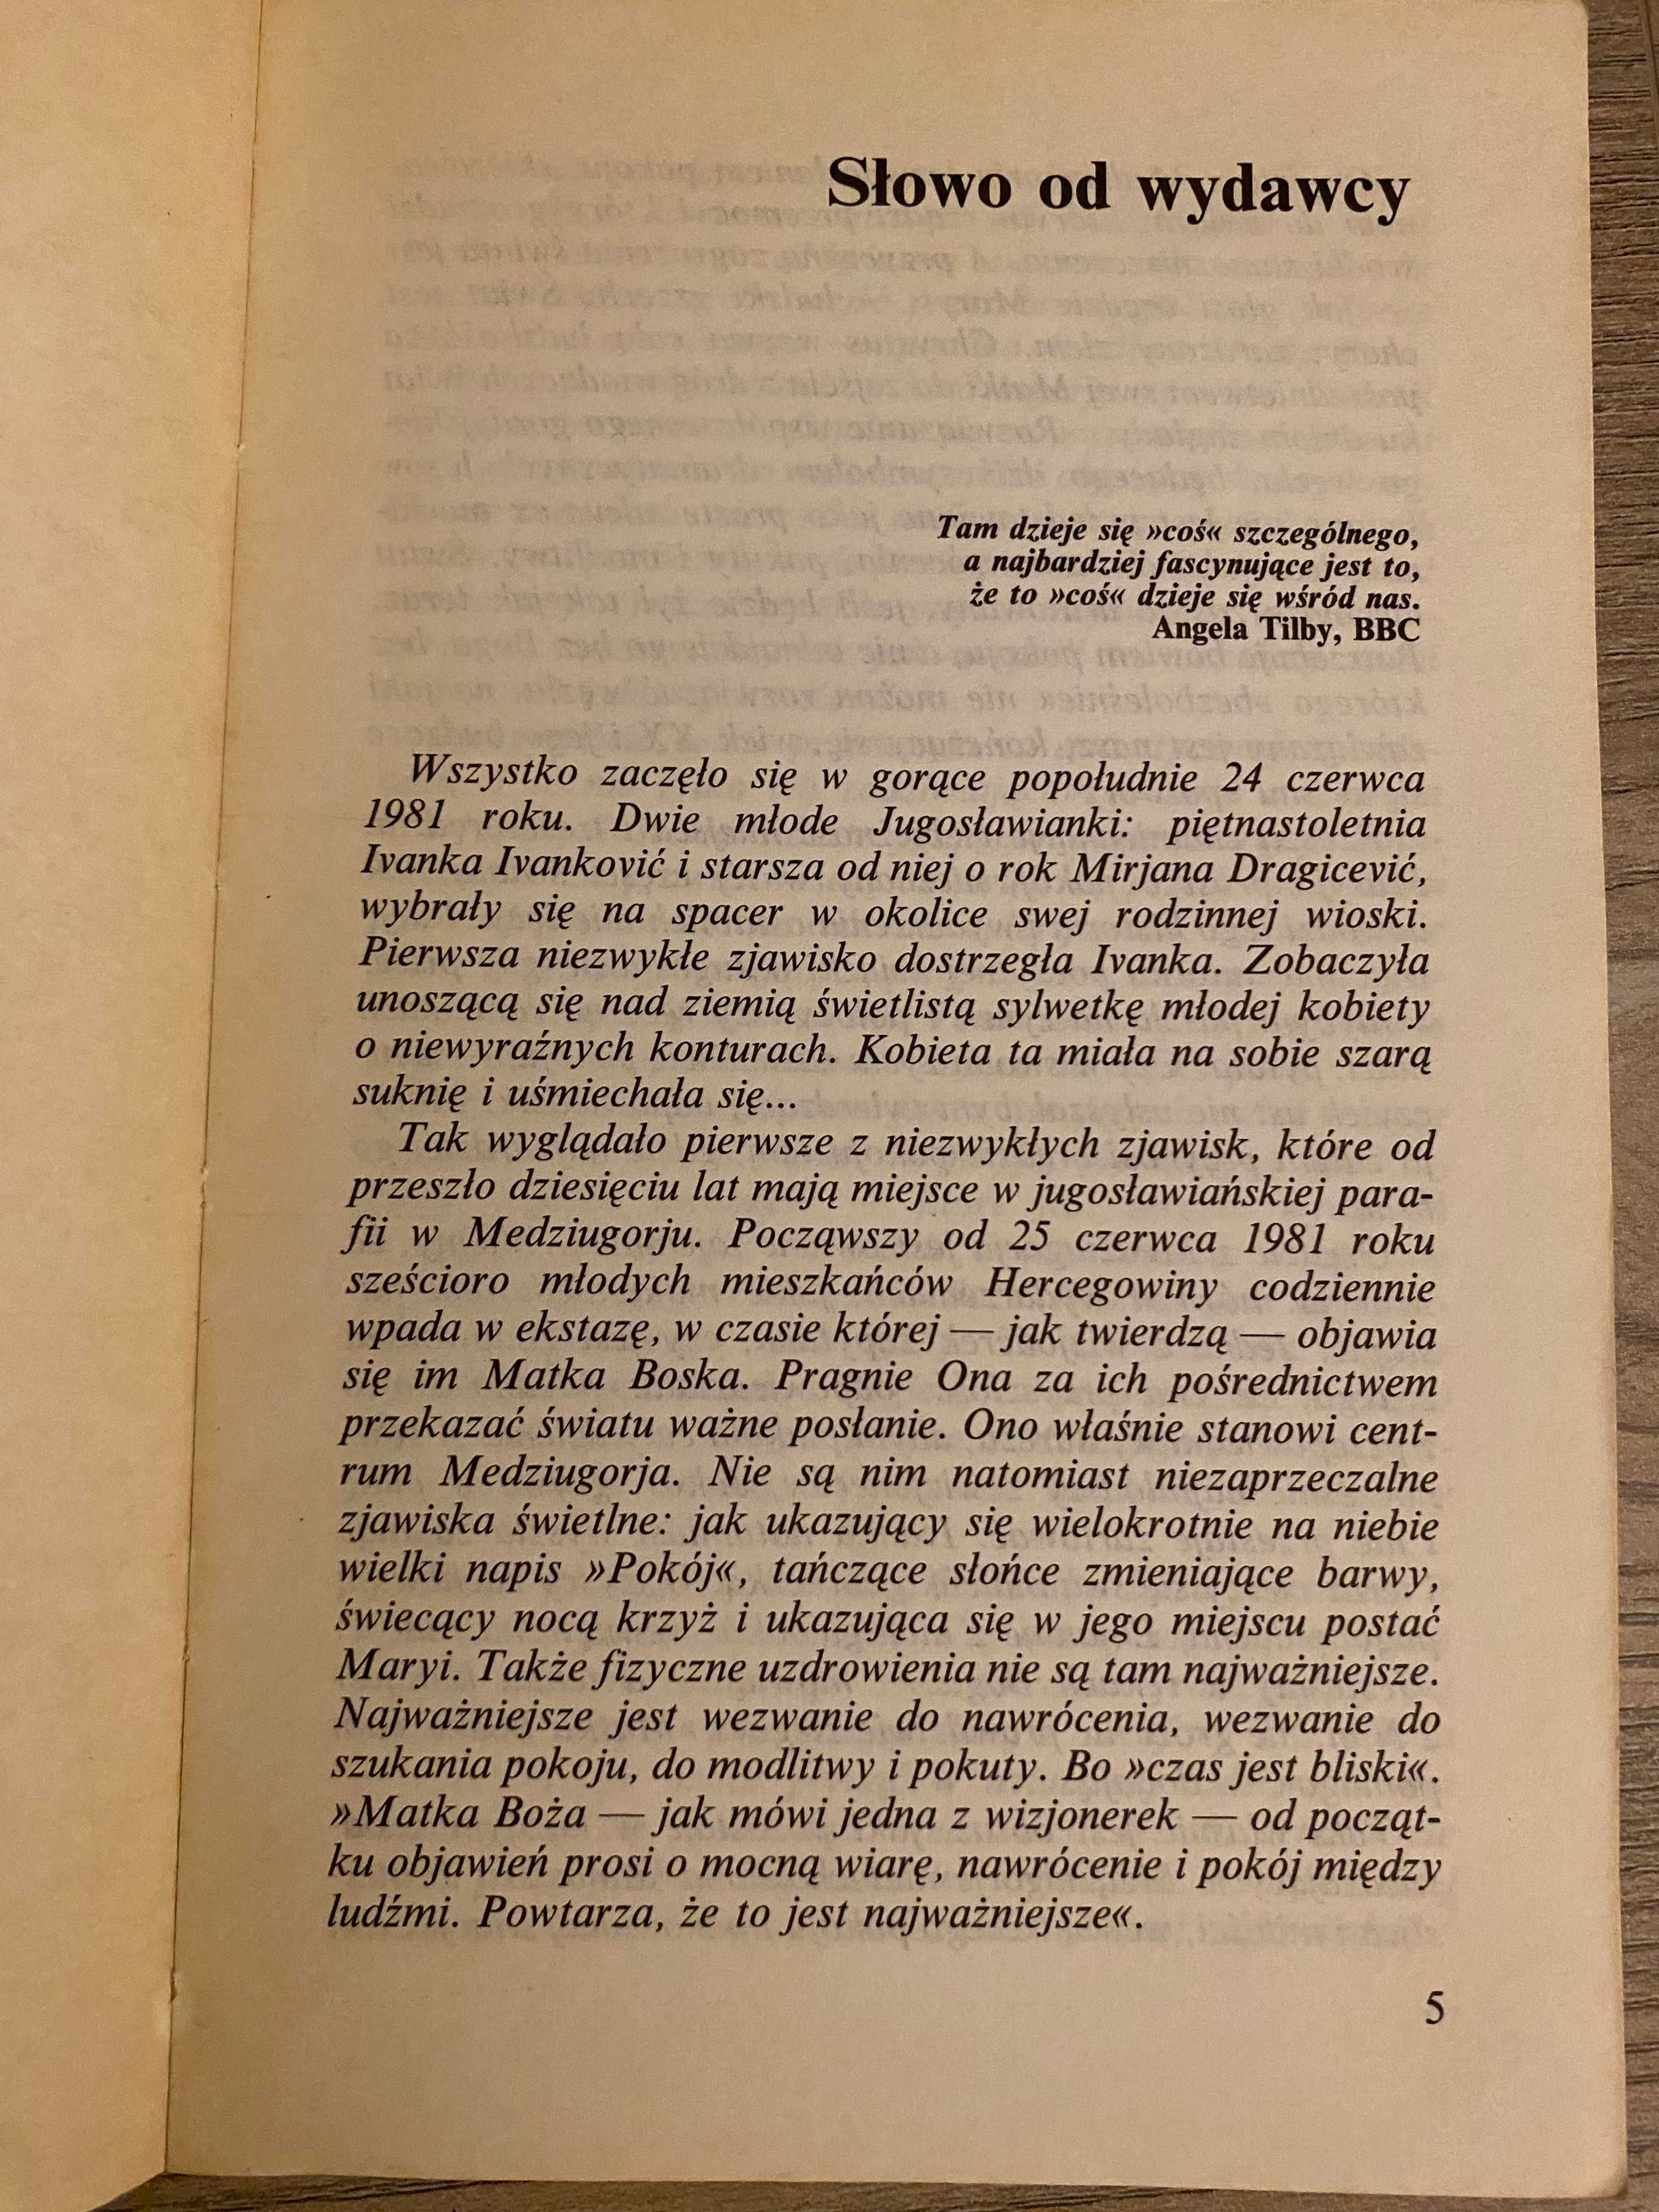 Słowo od wydawcy
Tam dzieje się »coś« szczególnego,
a najbardziej fascynujące jest to,
że to »coś« dzieje się wśród nas.
Angela Tilby, BBC
Wszystko zaczęło się w gorące popołudnie 24 czerwca
1981 roku. Dwie młode Jugosławianki: piętnastoletnia
Ivanka Ivanković i starsza od niej o rok Mirjana Dragicević,
wybrały się na spacer w okolice swej rodzinnej wioski.
Pierwsza niezwykłe zjawisko dostrzegła Ivanka. Zobaczyła
unoszącą się nad ziemią świetlistą sylwetkę młodej kobiety
o niewyraźnych konturach. Kobieta ta miała na sobie szarą
suknię i uśmiechała się...
Tak wyglądało pierwsze z niezwykłych zjawisk, które od
przeszło dziesięciu lat mają miejsce w jugosławiańskiej para-
fii w Medziugorju. Począwszy od 25 czerwca 1981 roku
sześcioro młodych mieszkańców Hercegowiny codziennie
wpada w ekstazę, w czasie której — jak twierdzą — objawia
się im Matka Boska. Pragnie Ona za ich pośrednictwem
przekazać światu ważne posłanie. Ono właśnie stanowi cent-
rum Medziugorja. Nie są nim natomiast niezaprzeczalne
zjawiska świetlne: jak ukazujący się wielokrotnie na niebie
wielki napis »Pokój«, tańczące słońce zmieniające barwy,
świecący nocą krzyż i ukazująca się w jego miejscu postać
Maryi. Także fizyczne uzdrowienia nie są tam najważniejsze.
Najważniejsze jest wezwanie do nawrócenia, wezwanie do
szukania pokoju, do modlitwy i pokuty. Bo »czas jest bliski«.
»Matka Boża — jak mówi jedna z wizjonerek — od począt-
ku objawień prosi o mocną wiarę, nawrócenie i pokój między
ludźmi. Powtarza, że to jest najważniejsze«.
5